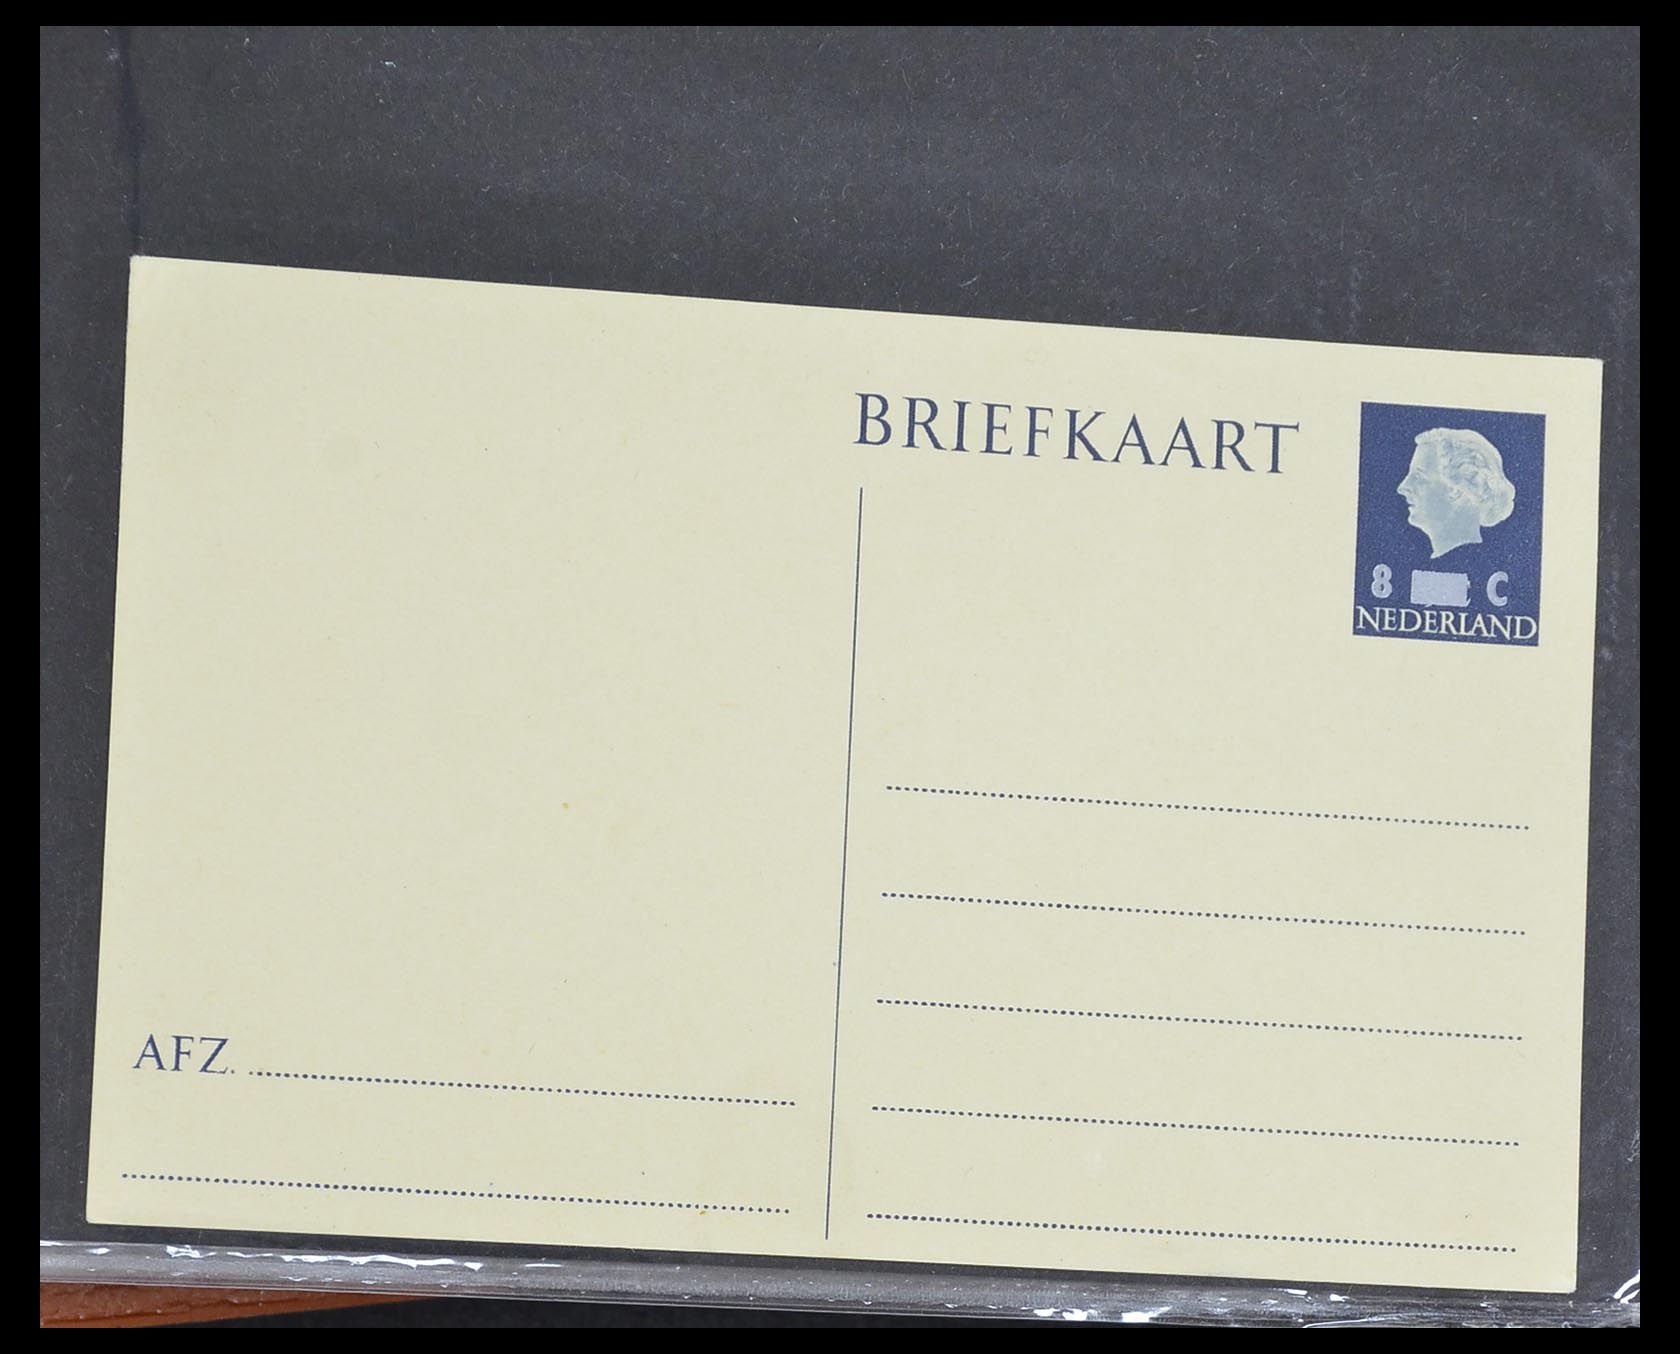 BRIEFKAART
8 C
NEDERLAND
AFZ.